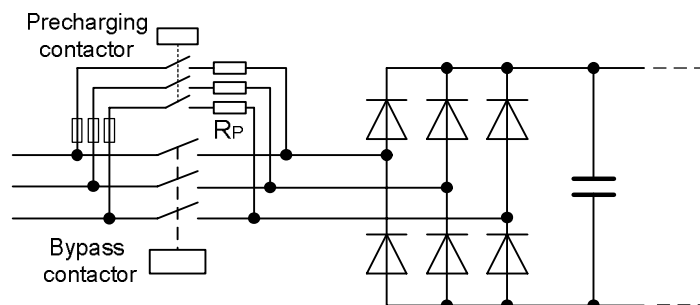 Precharging
contactor
RP
Bypass
contactor